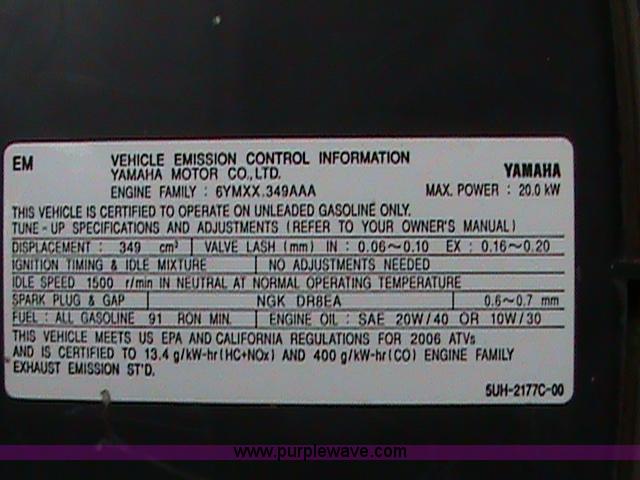 EM VEHICLE EMISSION CONTROL INFORMATION
YAMAHA MOTOR CO.,LTD. YAMAHA
ENGINE FAMILY : 6YMXX.349AAA MAX. POWER : 20.0 kW
THIS VEHICLE IS CERTIFIED TO OPERATE ON UNLEADED GASOLINE ONLY.
TUNE-UP SPECIFICATIONS AND ADJUSTMENTS (REFER TO YOUR OWNER'S MANUAL)
DISPLACEMENT : 349 cm³ VALVE LASH (mm) IN : 0.06~0.10 EX : 0.16~0.20
IGNITION TIMING & IDLE MIXTURE NO ADJUSTMENTS NEEDED
IDLE SPEED 1500 r/min IN NEUTRAL AT NORMAL OPERATING TEMPERATURE
SPARK PLUG & GAP NGK DR8EA 0.6~0.7 mm
FUEL : ALL GASOLINE 91 RON MIN. ENGINE OIL : SAE 20W/40 OR 10W/30
THIS VEHICLE MEETS US EPA AND CALIFORNIA REGULATIONS FOR 2006 ATVs
AND IS CERTIFIED TO 13.4 g/kW-hr(HC+NOx) AND 400 g/kW-hr(CO) ENGINE FAMILY
EXHAUST EMISSION ST'D.
5UH-2177C-00
www.purplewave.com